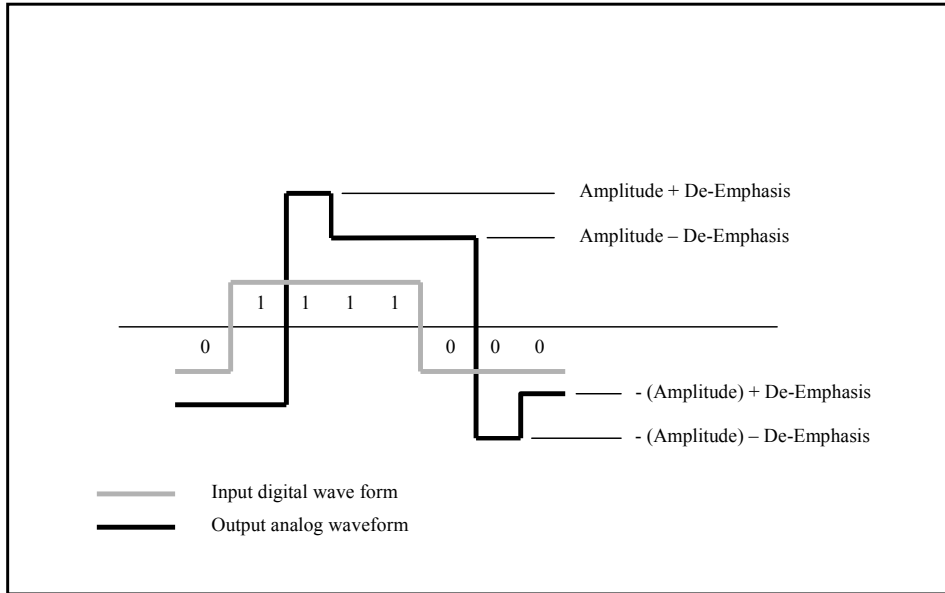 Amplitude + De-Emphasis
Amplitude – De-Emphasis
1 1 1 1
0 0 0 0
- (Amplitude) + De-Emphasis
- (Amplitude) – De-Emphasis
Input digital wave form
Output analog waveform